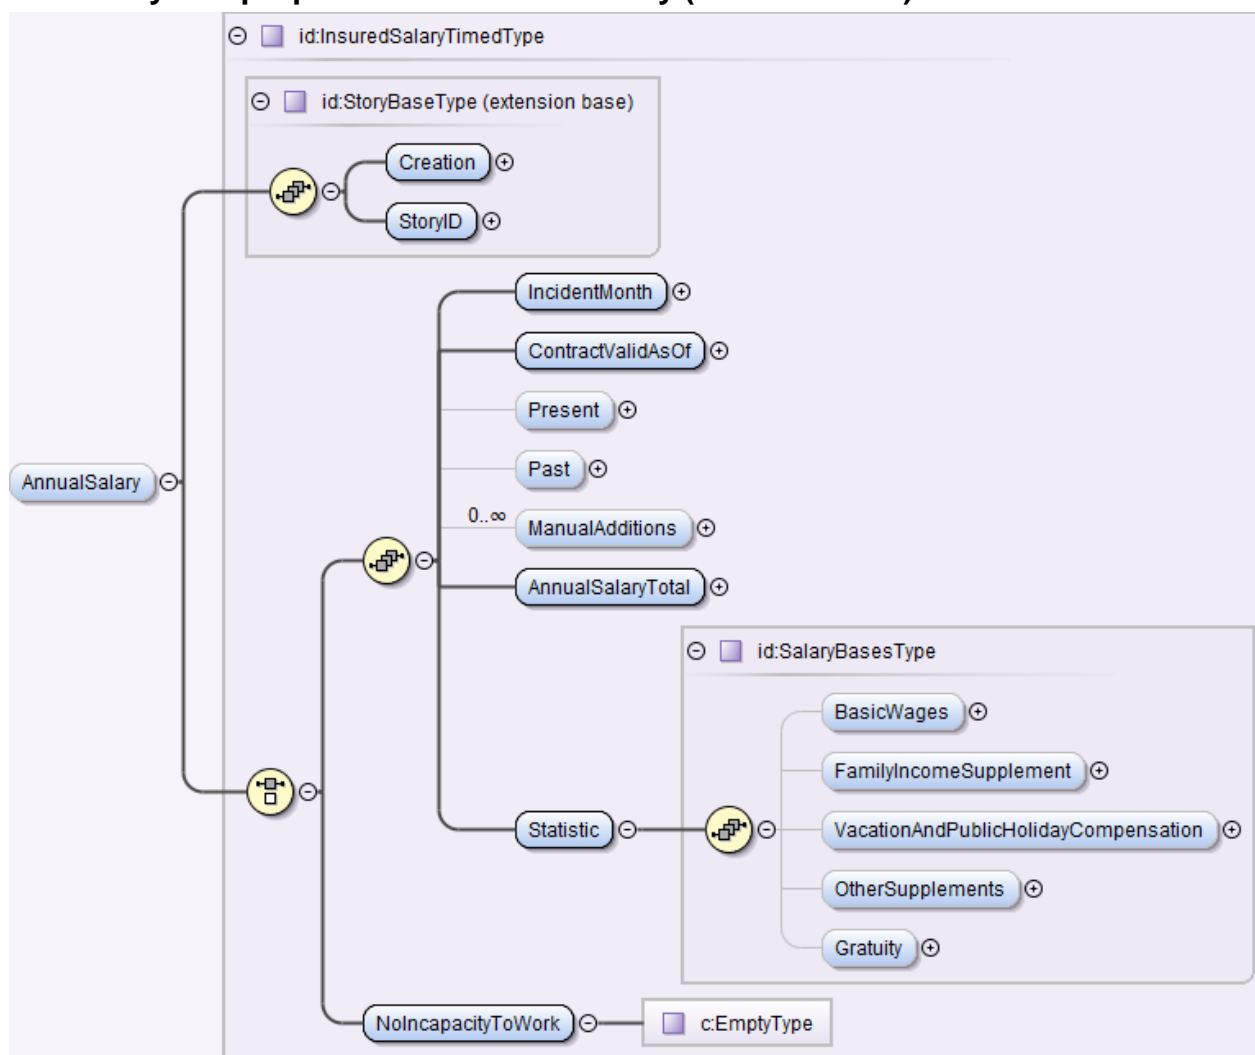 id:InsuredSalaryTimedType
id:StoryBaseType (extension base)
Creation
StoryID
IncidentMonth
ContractValidAsOf
Present
Past
AnnualSalary
0..∞
ManualAdditions
AnnualSalaryTotal
id:SalaryBasesType
BasicWages
FamilyIncomeSupplement
Statistic
VacationAndPublicHolidayCompensation
OtherSupplements
Gratuity
NoIncapacityToWork
c:EmptyType